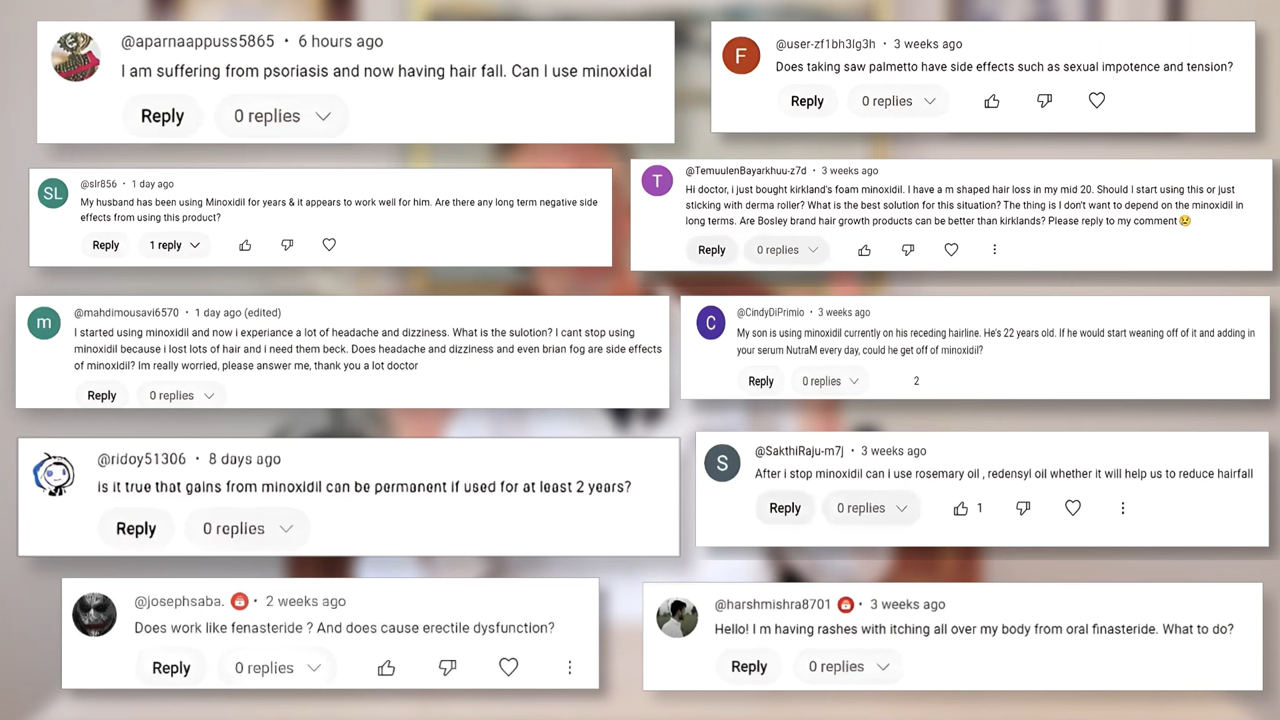 @aparnaappuss5865 • 6 hours ago
I am suffering from psoriasis and now having hair fall. Can I use minoxidal
Reply 0 replies
@user-zf1bh3lg3h • 3 weeks ago
Does taking saw palmetto have side effects such as sexual impotence and tension?
F
Reply 0 replies
@slr856 • 1 day ago
SL
My husband has been using Minoxidil for years & it appears to work well for him. Are there any long term negative side
effects from using this product?
Reply 1 reply
@TemuulenBayarkhuu-z7d • 3 weeks ago
T
Hi doctor, i just bought kirkland's foam minoxidil. I have a m shaped hair loss in my mid 20. Should I start using this or just
sticking with derma roller? What is the best solution for this situation? The thing is I don't want to depend on the minoxidil in
long terms. Are Bosley brand hair growth products can be better than kirklands? Please reply to my comment😢
Reply 0 replies
@mahdimousavi6570 • 1 day ago (edited)
m
I started using minoxidil and now i experiance a lot of headache and dizziness. What is the sulotion? I cant stop using
minoxidil because i lost lots of hair and i need them beck. Does headache and dizziness and even brian fog are side effects
of minoxidil? Im really worried, please answer me, thank you a lot doctor
Reply 0 replies
@CindyDiPrimio • 3 weeks ago
C
My son is using minoxidil currently on his receding hairline. He's 22 years old. If he would start weaning off of it and adding in
your serum NutraM every day, could he get off of minoxidil?
Reply 0 replies 2
@ridoy51306 • 8 days ago
is it true that gains from minoxidil can be permanent if used for at least 2 years?
Reply 0 replies
@SakthiRaju-m7j • 3 weeks ago
S
After i stop minoxidil can i use rosemary oil , redensyl oil whether it will help us to reduce hairfall
Reply 0 replies 1
@josephsaba. • 2 weeks ago
Does work like fenasteride ? And does cause erectile dysfunction?
Reply 0 replies
@harshmishra8701 • 3 weeks ago
Hello! I m having rashes with itching all over my body from oral finasteride. What to do?
Reply 0 replies